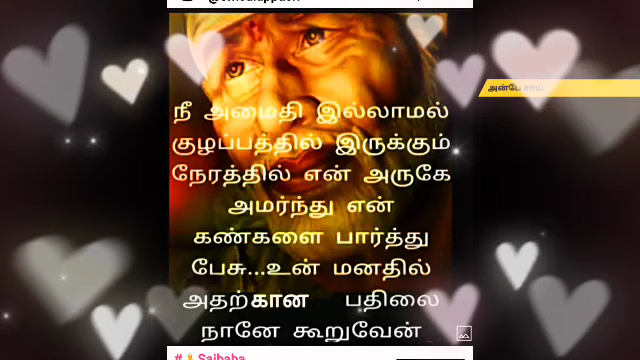 அன்பே சாய்
நீ அமைதி இல்லாமல்
குழப்பத்தில் இருக்கும்
நேரத்தில் என் அருகே
அமர்ந்து என்
கண்களை பார்த்து
பேசு...உன் மனதில்
அதற்கான பதிலை
நானே கூறுவேன்
#Saibaba